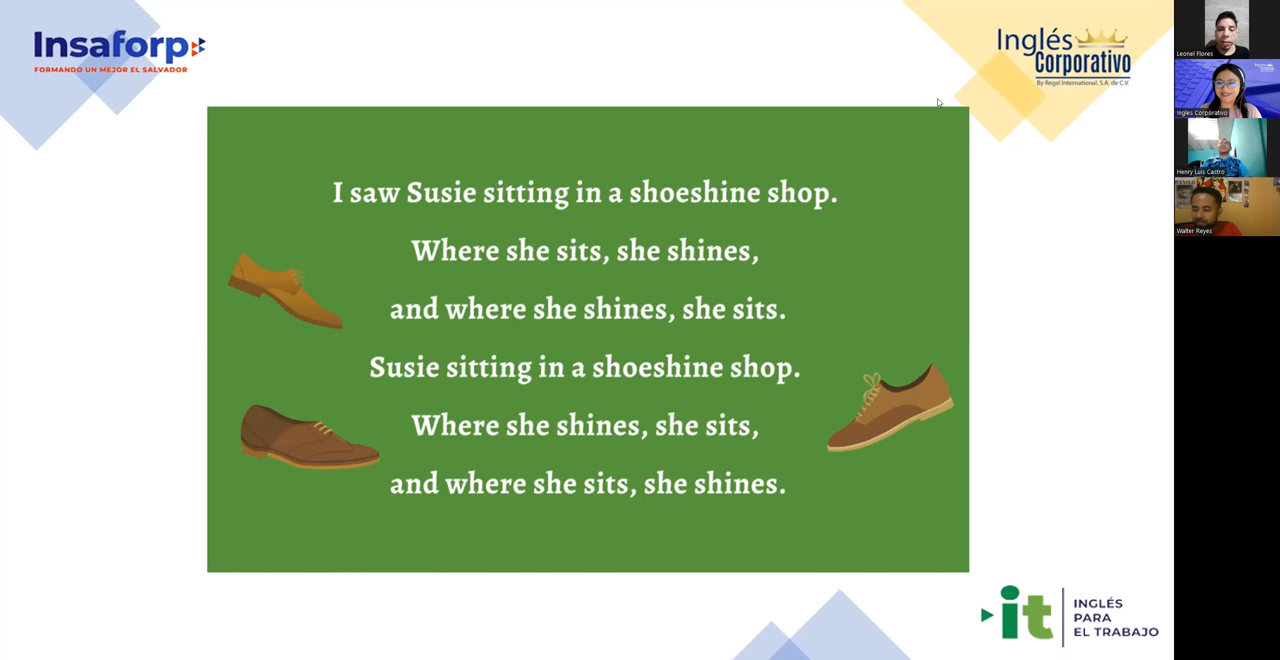 Insaforp
FORMANDO UN MEJOR EL SALVADOR
Inglés
Corporativo
By Regal International, S.A. de C.V.
I saw Susie sitting in a shoeshine shop.
Where she sits, she shines,
and where she shines, she sits.
Susie sitting in a shoeshine shop.
Where she shines, she sits,
and where she sits, she shines.
it
INGLÉS
PARA
EL TRABAJO
Leonel Flores
Ingles Corporativo
Henry Luis Castro
Walter Reyes